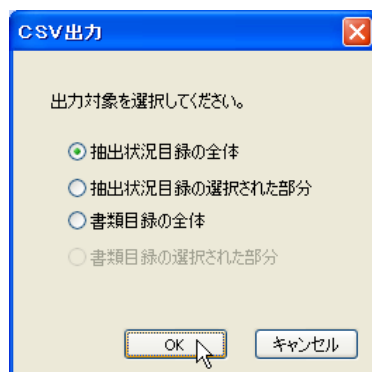 CSV出力
出力対象を選択してください。
抽出状況目録の全体
抽出状況目録の選択された部分
書類目録の全体
書類目録の選択された部分
OK キャンセル